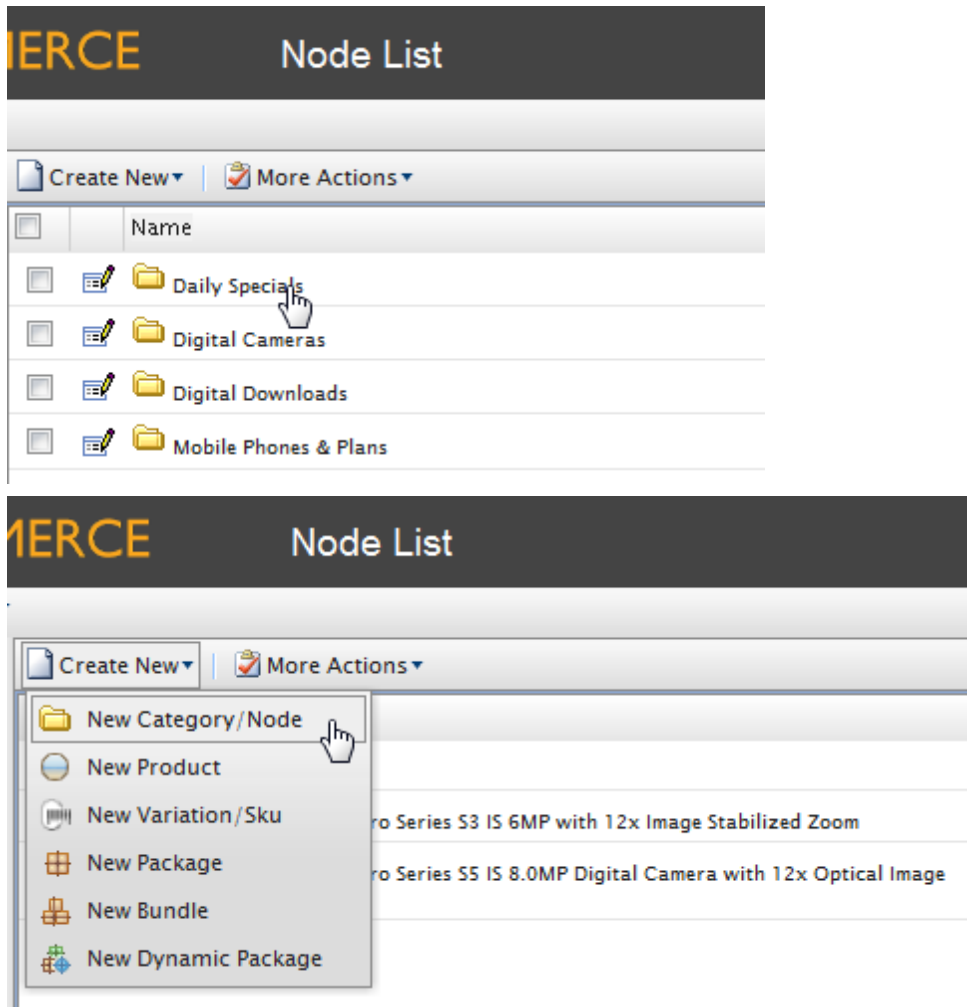 IERCE Node List
Create New More Actions
Name
Daily Specials
Digital Cameras
Digital Downloads
Mobile Phones & Plans
MERCE Node List
Create New More Actions
New Category/Node
New Product
New Variation/Sku
ro Series S3 IS 6MP with 12x Image Stabilized Zoom
New Package
ro Series S5 IS 8.0MP Digital Camera with 12x Optical Image
New Bundle
New Dynamic Package